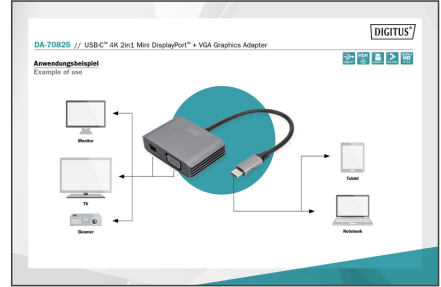 DIGITUS®
DA-70825 // USB-C™ 4K 2in1 Mini DisplayPort™ + VGA Graphics Adapter
Anwendungsbeispiel
Example of use
Monitor
TV
Beamer
Tablet
Notebook